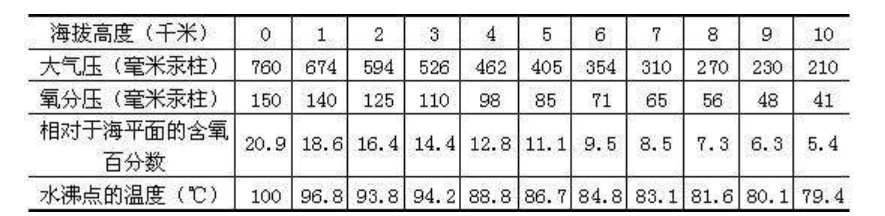 海拔高度（千米） 0 1 2 3 4 5 6 7 8 9 10
大气压（毫米汞柱） 760 674 594 526 462 405 354 310 270 230 210
氧分压（毫米汞柱） 150 140 125 110 98 85 71 65 56 48 41
相对于海平面的含氧
百分数 20.9 18.6 16.4 14.4 12.8 11.1 9.5 8.5 7.3 6.3 5.4
水沸点的温度（℃） 100 96.8 93.8 94.2 88.8 86.7 84.8 83.1 81.6 80.1 79.4